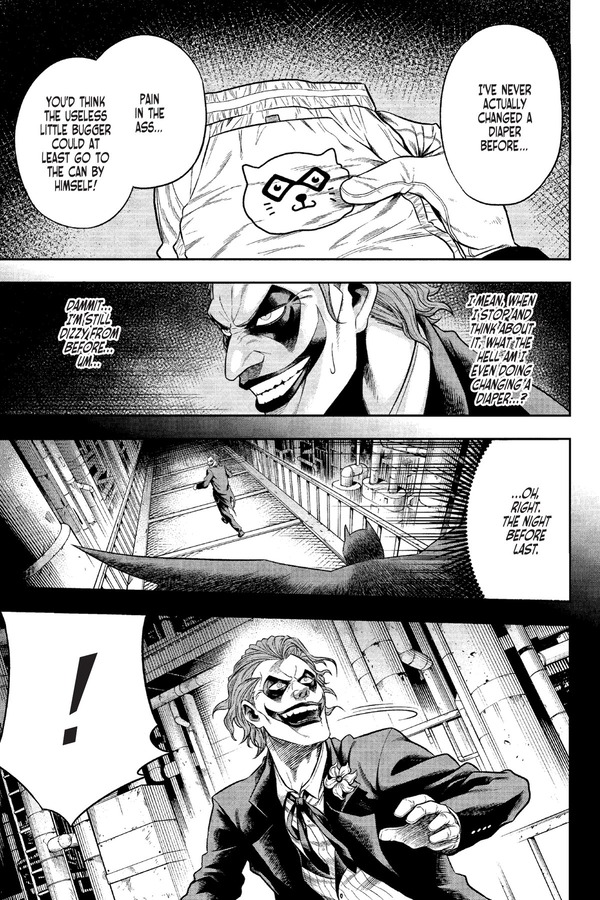 I'VE NEVER
ACTUALLY
CHANGED A
DIAPER
BEFORE...
PAIN
IN THE
ASS...
YOU'D THINK
THE USELESS
LITTLE BUGGER
COULD AT
LEAST GO TO
THE CAN BY
HIMSELF!
I MEAN, WHEN
I STOP AND
THINK ABOUT
IT, WHAT THE
HELL AM I
EVEN DOING
CHANGING A
DIAPER...?
DAMMIT...
I'M STILL
DIZZY FROM
BEFORE...
UM...
...OH,
RIGHT.
THE NIGHT
BEFORE
LAST.
!